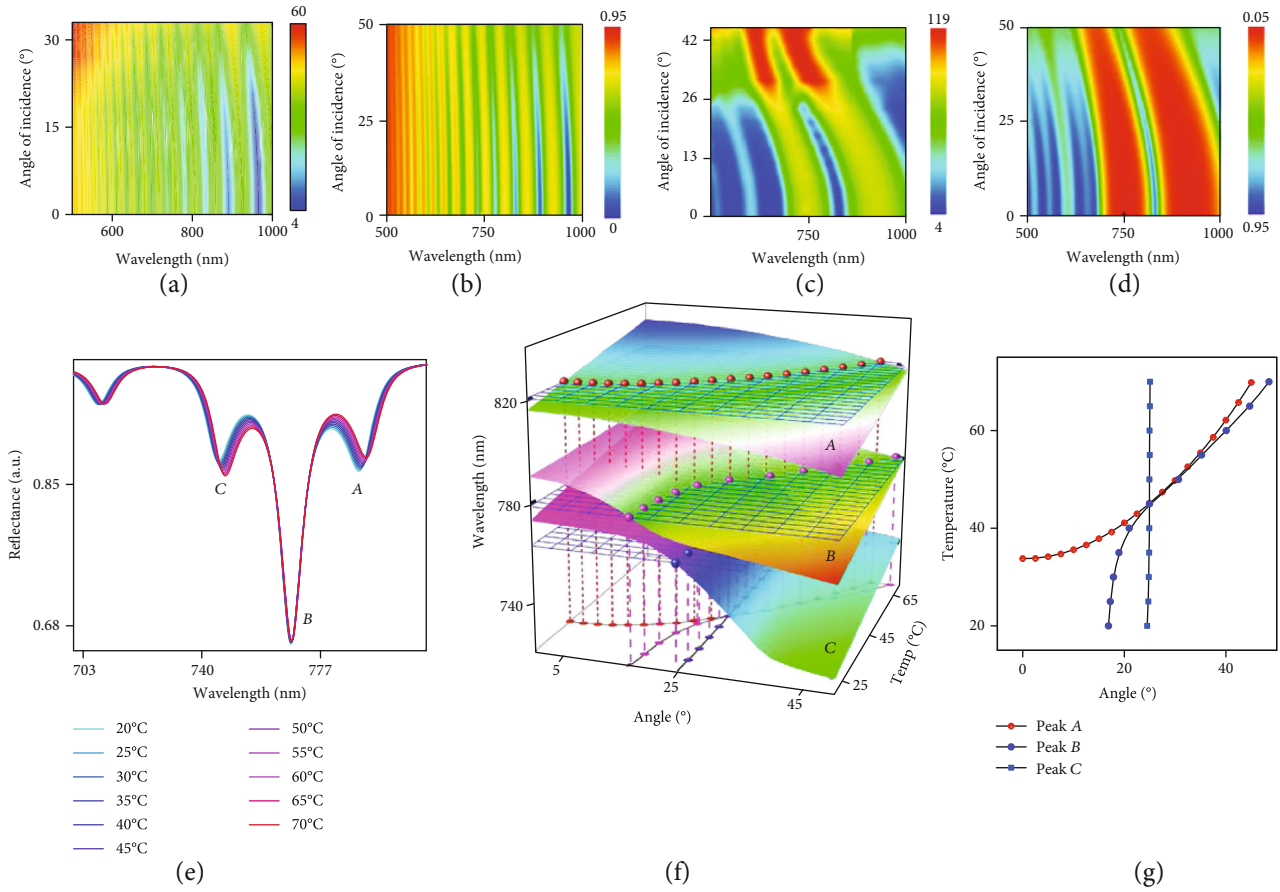 60
30
15
0
4
600
800
1000
Angle of incidence (°)
Wavelength (nm)
(a)
0.95
50
25
0
0
500
750
1000
Angle of incidence (°)
Wavelength (nm)
(b)
119
42
26
13
0
4
750
1000
Angle of incidence (°)
Wavelength (nm)
(c)
0.05
50
25
0
0.95
500
750
1000
Angle of incidence (°)
Wavelength (nm)
(d)
0.85
0.68
Reflectance (a.u.)
C
A
B
703
740
777
Wavelength (nm)
20°C
25°C
30°C
35°C
40°C
45°C
50°C
55°C
60°C
65°C
70°C
(e)
820
780
740
Wavelength (nm)
A
B
C
5
25
45
Angle (°)
25
45
65
Temp (°C)
(f)
60
40
20
Temperature (°C)
0
20
40
Angle (°)
Peak A
Peak B
Peak C
(g)